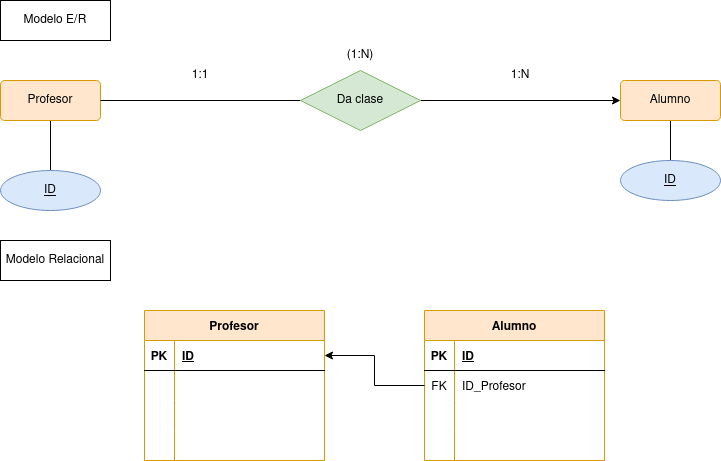 Modelo E/R
(1:N)
1:1
1:N
Profesor
Da clase
Alumno
ID
ID
Modelo Relacional
Profesor
PK ID
Alumno
PK ID
FK ID_Profesor